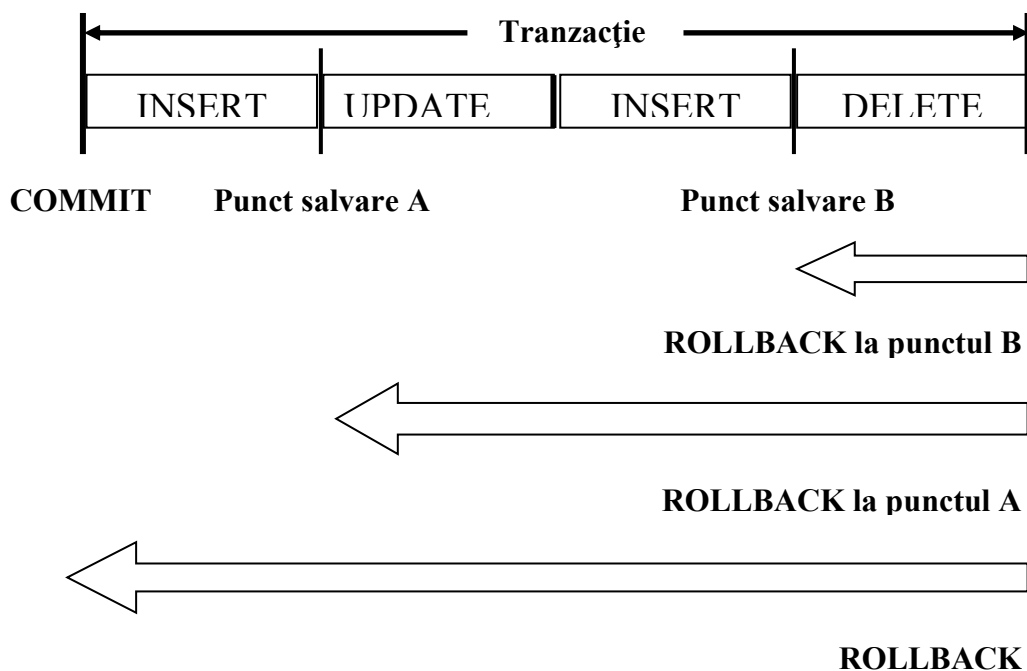 Tranzacţie
INSERT UPDATE INSERT DELETE
COMMIT Punct salvare A Punct salvare B
ROLLBACK la punctul B
ROLLBACK la punctul A
ROLLBACK